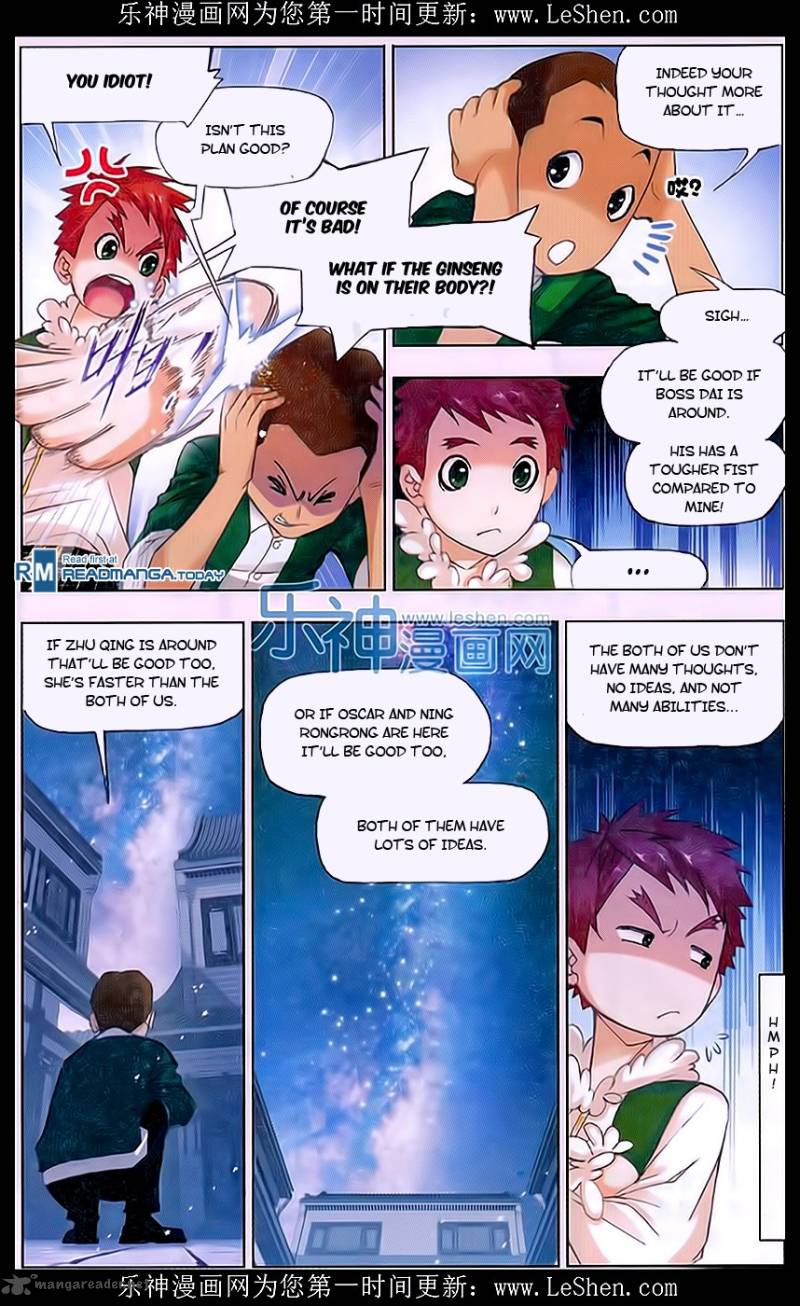 乐神漫画网为您第一时间更新：www.LeShen.com
YOU IDIOT!
ISN'T THIS
PLAN GOOD?
OF COURSE
IT'S BAD!
WHAT IF THE GINSENG
IS ON THEIR BODY?!
INDEED YOUR
THOUGHT MORE
ABOUT IT...
哎?
SIGH...
IT'LL BE GOOD IF
BOSS DAI IS
AROUND.
HIS HAS A
TOUGHER FIST
COMPARED TO
MINE!
...
RM Read first at
READMANGA.TODAY
www.leshen.com
乐神漫画网
IF ZHU QING IS AROUND
THAT'LL BE GOOD TOO,
SHE'S FASTER THAN THE
BOTH OF US.
OR IF OSCAR AND NING
RONGRONG ARE HERE
IT'LL BE GOOD TOO,
BOTH OF THEM HAVE
LOTS OF IDEAS.
THE BOTH OF US DON'T
HAVE MANY THOUGHTS,
NO IDEAS, AND NOT
MANY ABILITIES...
HMPH!
mangareader.net
乐神漫画网为您第一时间更新：www.LeShen.com